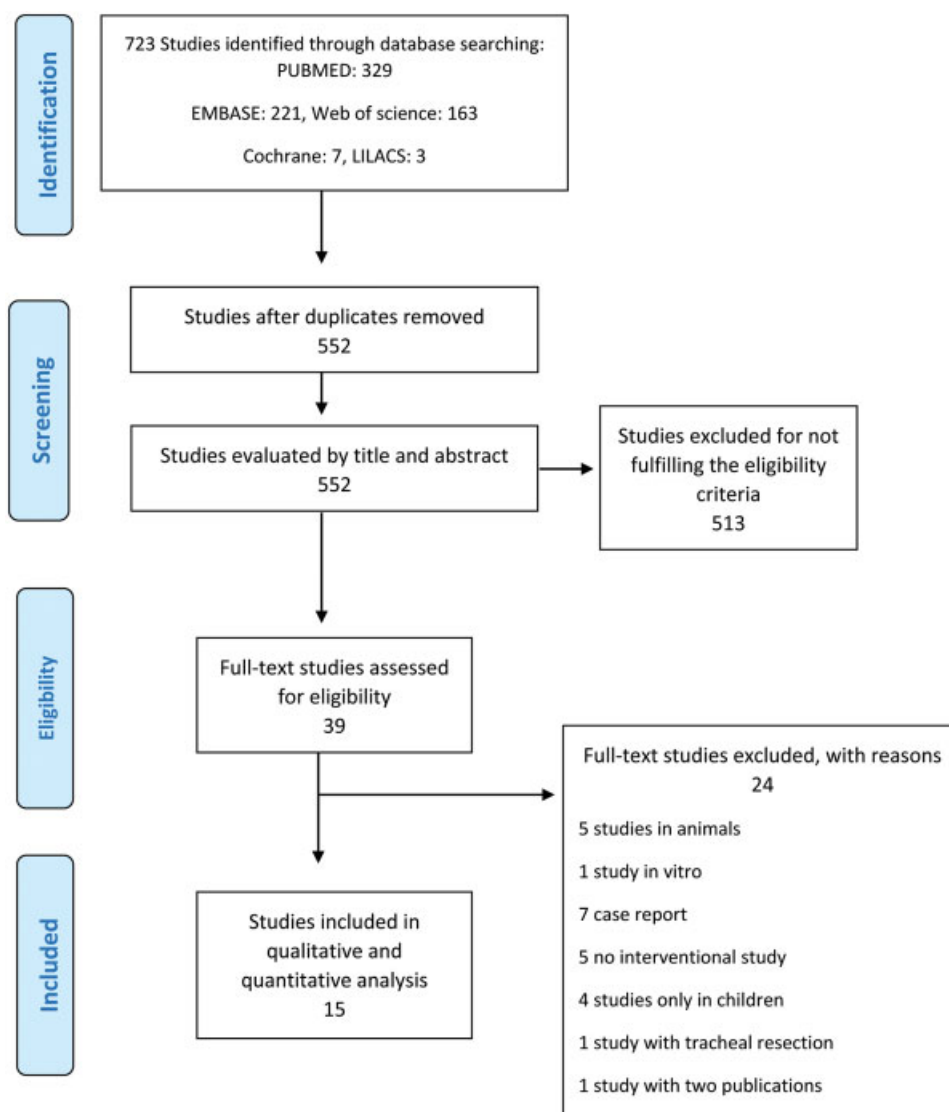 Identification
723 Studies identified through database searching:
PUBMED: 329
EMBASE: 221, Web of science: 163
Cochrane: 7, LILACS: 3
Screening
Studies after duplicates removed
552
Studies evaluated by title and abstract
552
Studies excluded for not
fulfilling the eligibility
criteria
513
Eligibility
Full-text studies assessed
for eligibility
39
Full-text studies excluded, with reasons
24
5 studies in animals
1 study in vitro
7 case report
5 no interventional study
4 studies only in children
1 study with tracheal resection
1 study with two publications
Included
Studies included in
qualitative and
quantitative analysis
15